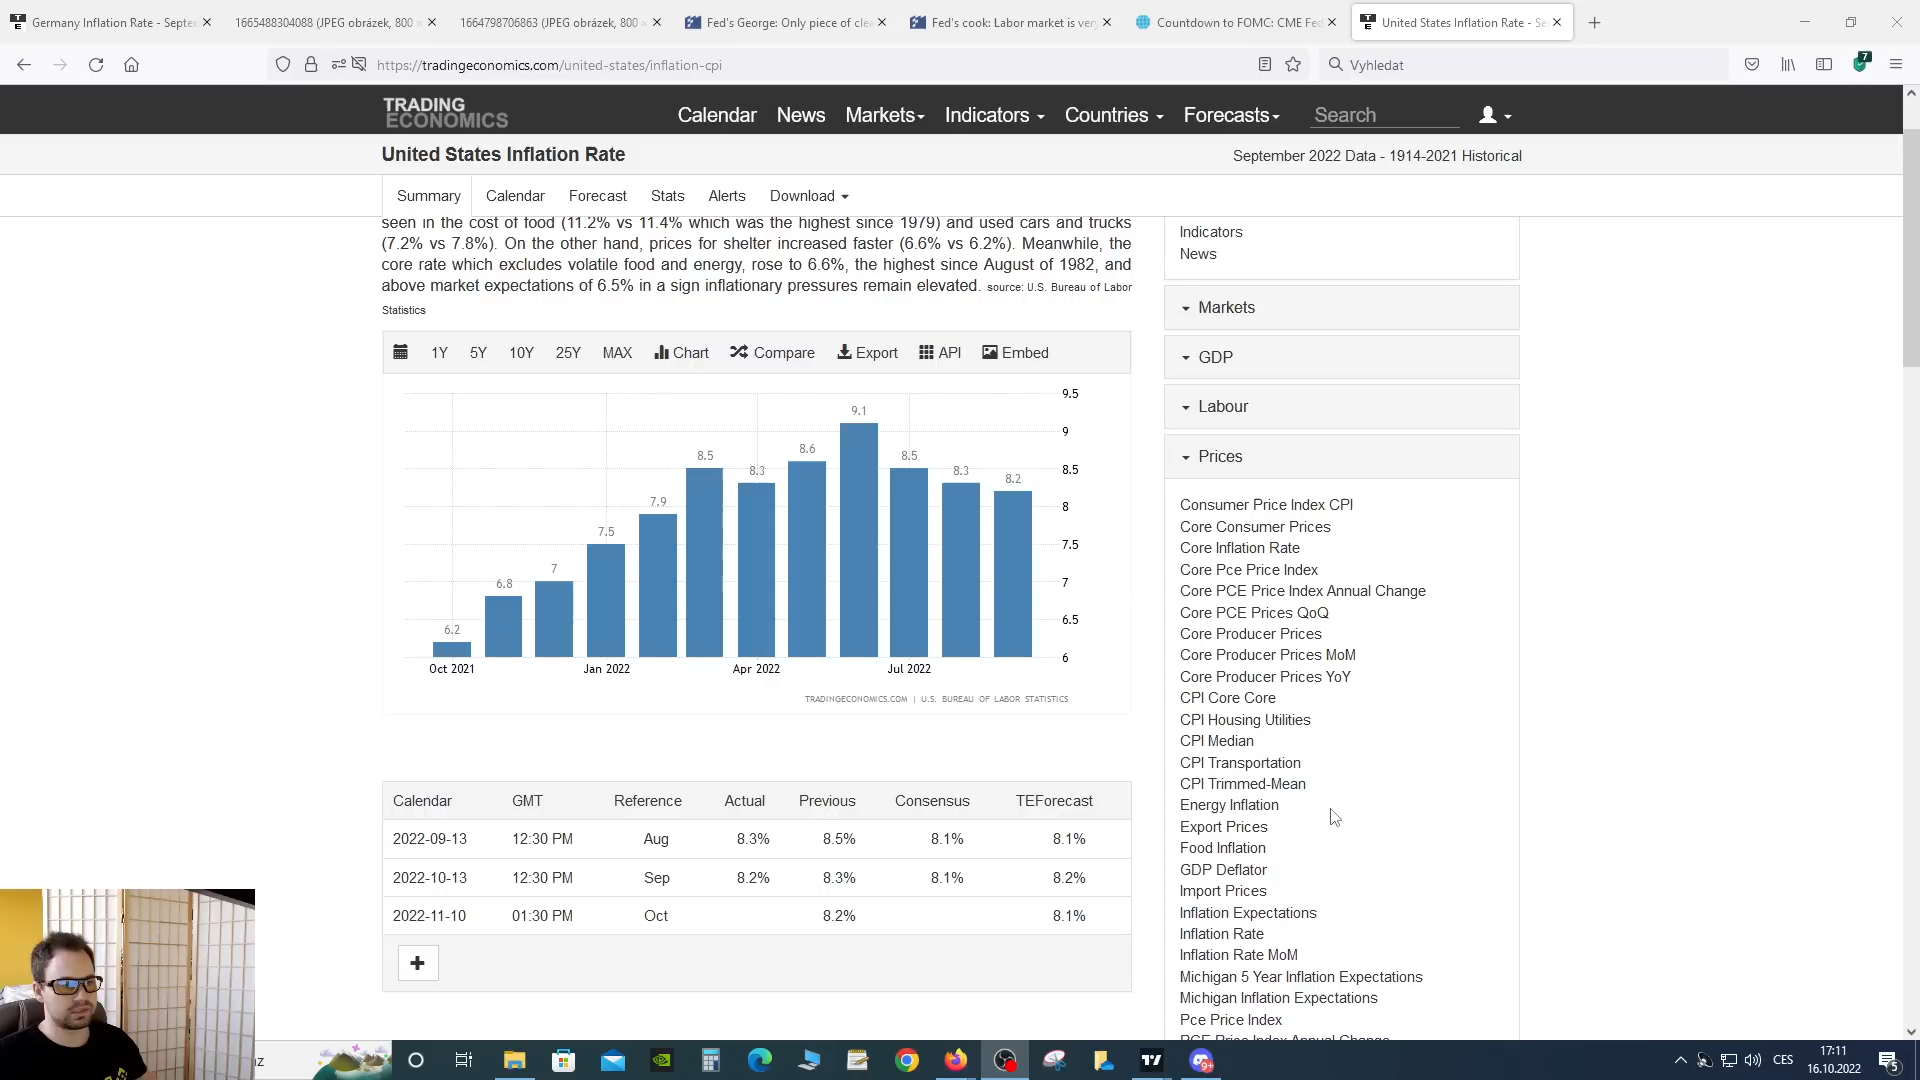 Germany Inflation Rate - Septer
1665488304088 (JPEG obrázek, 800 ×
1664798706863 (JPEG obrázek, 800 ×
Fed's George: Only piece of cle
Fed's cook: Labor market is very
Countdown to FOMC: CME Fed
United States Inflation Rate - Se
https://tradingeconomics.com/united-states/inflation-cpi
Vyhledat
7
TRADING
ECONOMICS
Calendar News Markets Indicators Countries Forecasts
Search
United States Inflation Rate
September 2022 Data - 1914-2021 Historical
Summary Calendar Forecast Stats Alerts Download
seen in the cost of food (11.2% vs 11.4% which was the highest since 1979) and used cars and trucks
(7.2% vs 7.8%). On the other hand, prices for shelter increased faster (6.6% vs 6.2%). Meanwhile, the
core rate which excludes volatile food and energy, rose to 6.6%, the highest since August of 1982, and
above market expectations of 6.5% in a sign inflationary pressures remain elevated. source: U.S. Bureau of Labor
Statistics
1Y 5Y 10Y 25Y MAX Chart Compare Export API Embed
9.5
9
8.5
8
7.5
7
6.5
6
6.2
6.8
7
7.5
7.9
8.5
8.3
8.6
9.1
8.5
8.3
8.2
Oct 2021 Jan 2022 Apr 2022 Jul 2022
TRADINGECONOMICS.COM | U.S. BUREAU OF LABOR STATISTICS
Calendar GMT Reference Actual Previous Consensus TEForecast
2022-09-13 12:30 PM Aug 8.3% 8.5% 8.1% 8.1%
2022-10-13 12:30 PM Sep 8.2% 8.3% 8.1% 8.2%
2022-11-10 01:30 PM Oct 8.2% 8.1%
+
Indicators
News
Markets
GDP
Labour
Prices
Consumer Price Index CPI
Core Consumer Prices
Core Inflation Rate
Core Pce Price Index
Core PCE Price Index Annual Change
Core PCE Prices QoQ
Core Producer Prices
Core Producer Prices MoM
Core Producer Prices YoY
CPI Core Core
CPI Housing Utilities
CPI Median
CPI Transportation
CPI Trimmed-Mean
Energy Inflation
Export Prices
Food Inflation
GDP Deflator
Import Prices
Inflation Expectations
Inflation Rate
Inflation Rate MoM
Michigan 5 Year Inflation Expectations
Michigan Inflation Expectations
Pce Price Index
PCE Price Index Annual Change
az
9+
CES
17:11
16.10.2022
5